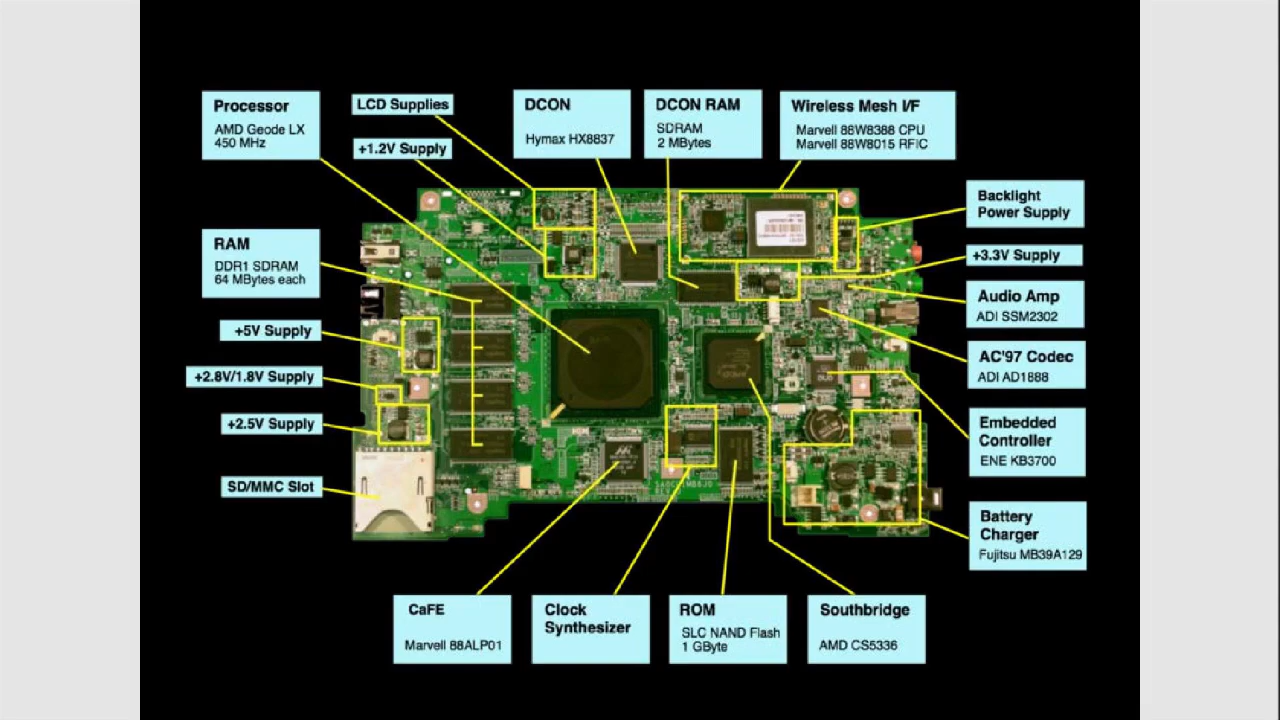 Processor
AMD Geode LX
450 MHz
LCD Supplies
+1.2V Supply
DCON
Hymax HX8837
DCON RAM
SDRAM
2 MBytes
Wireless Mesh I/F
Marvell 88W8388 CPU
Marvell 88W8015 RFIC
Backlight
Power Supply
+3.3V Supply
Audio Amp
ADI SSM2302
AC'97 Codec
ADI AD1888
Embedded
Controller
ENE KB3700
Battery
Charger
Fujitsu MB39A129
RAM
DDR1 SDRAM
64 MBytes each
+5V Supply
+2.8V/1.8V Supply
+2.5V Supply
SD/MMC Slot
CaFE
Marvell 88ALP01
Clock
Synthesizer
ROM
SLC NAND Flash
1 GByte
Southbridge
AMD CS5336